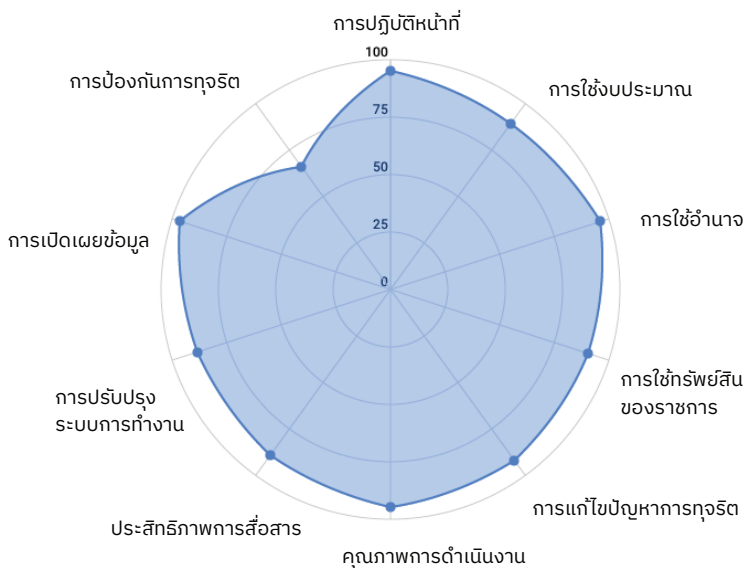 การปฏิบัติหน้าที่
100
การป้องกันการทุจริต
การใช้งบประมาณ
75
50
การเปิดเผยข้อมูล
การใช้อำนาจ
25
0
การปรับปรุง
ระบบการทำงาน
การใช้ทรัพย์สิน
ของราชการ
ประสิทธิภาพการสื่อสาร
การแก้ไขปัญหาการทุจริต
คุณภาพการดำเนินงาน